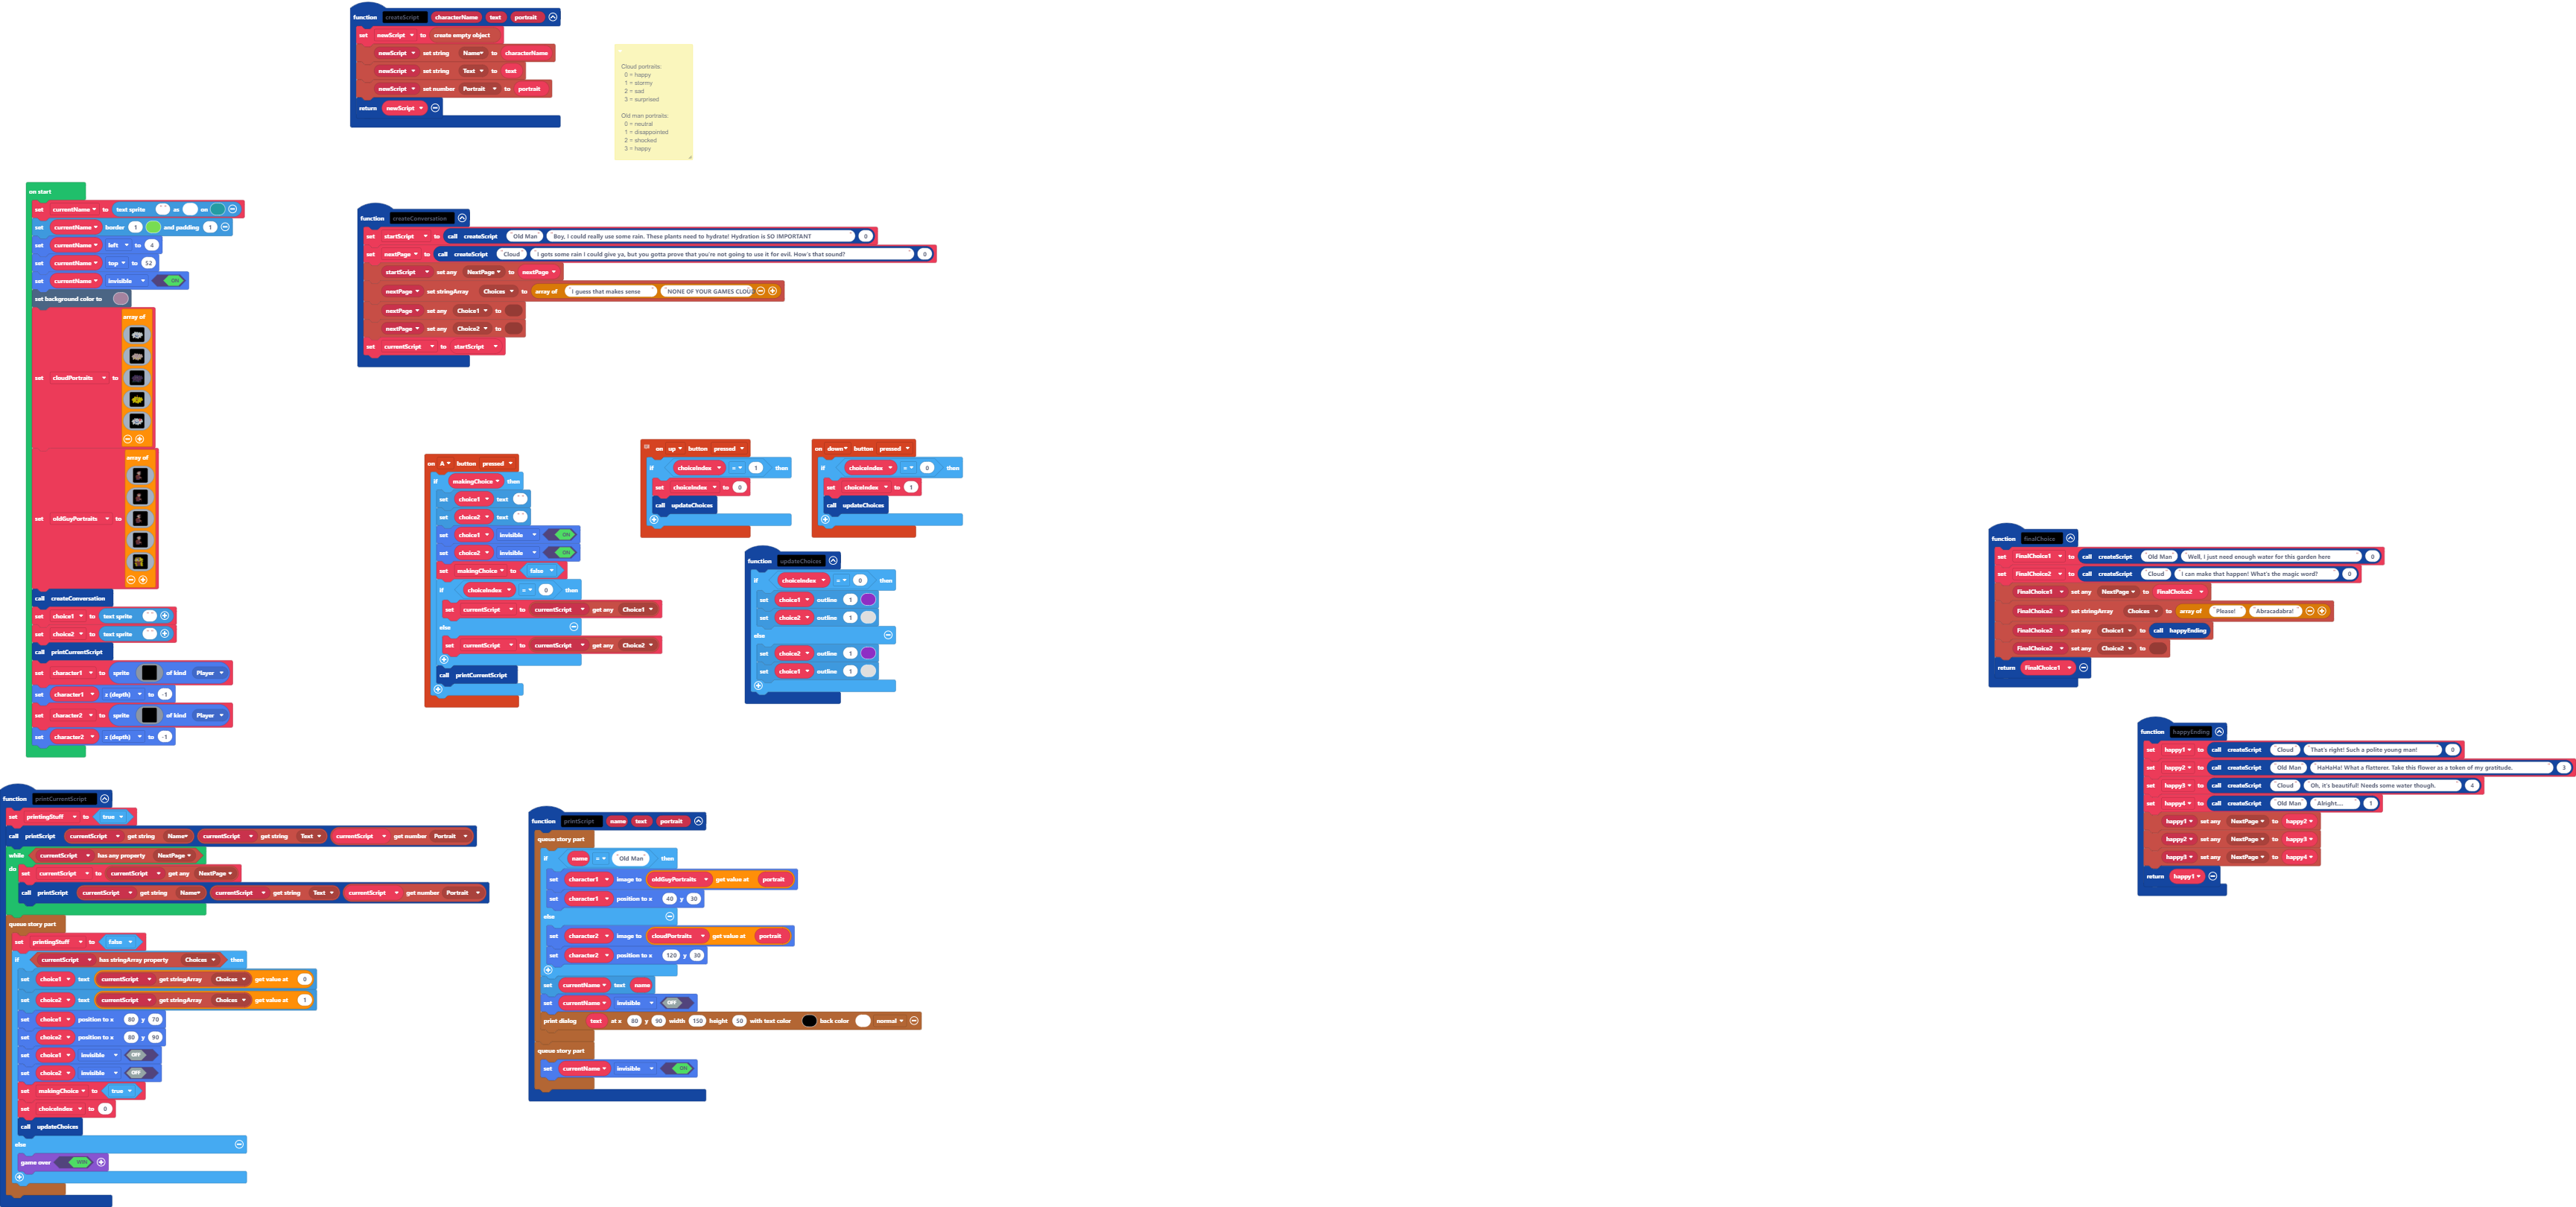 function createScript characterName text portrait
set newScript to create empty object
newScript set string Name to characterName
newScript set string Text to text
newScript set number Portrait to portrait
return newScript
Cloud portraits:
0 = happy
1 = stormy
2 = sad
3 = surprised
Old man portraits:
0 = neutral
1 = disappointed
2 = shocked
3 = happy
on start
set currentName to text sprite " " as on
set currentName border 1 and padding 1
set currentName left to 4
set currentName top to 52
set currentName invisible ON
set background color to
array of
set cloudPortraits to
array of
set oldGuyPortraits to
call createConversation
set choice1 to text sprite " "
set choice2 to text sprite " "
call printCurrentScript
set character1 to sprite of kind Player
set character1 z (depth) to -1
set character2 to sprite of kind Player
set character2 z (depth) to -1
function createConversation
set startScript to call createScript "Old Man" "Boy, I could really use some rain. These plants need to hydrate! Hydration is SO IMPORTANT" 0
set nextPage to call createScript "Cloud" "I gots some rain I could give ya, but you gotta prove that you're not going to use it for evil. How's that sound?" 0
startScript set any NextPage to nextPage
nextPage set stringArray Choices to array of "I guess that makes sense" "NONE OF YOUR GAMES CLOUD
nextPage set any Choice1 to
nextPage set any Choice2 to
set currentScript to startScript
on A button pressed
if makingChoice then
set choice1 text " "
set choice2 text " "
set choice1 invisible ON
set choice2 invisible ON
set makingChoice to false
if choiceIndex = 0 then
set currentScript to currentScript get any Choice1
else
set currentScript to currentScript get any Choice2
call printCurrentScript
on up button pressed
if choiceIndex = 1 then
set choiceIndex to 0
call updateChoices
on down button pressed
if choiceIndex = 0 then
set choiceIndex to 1
call updateChoices
function updateChoices
if choiceIndex = 0 then
set choice1 outline 1
set choice2 outline 1
else
set choice2 outline 1
set choice1 outline 1
function finalChoice
set FinalChoice1 to call createScript "Old Man" "Well, I just need enough water for this garden here" 0
set FinalChoice2 to call createScript "Cloud" "I can make that happen! What's the magic word?" 0
FinalChoice1 set any NextPage to FinalChoice2
FinalChoice2 set stringArray Choices to array of "Please!" "Abracadabra!"
FinalChoice2 set any Choice1 to call happyEnding
FinalChoice2 set any Choice2 to
return FinalChoice1
function happyEnding
set happy1 to call createScript "Cloud" "That's right! Such a polite young man!" 0
set happy2 to call createScript "Old Man" "HaHaHa! What a flatterer. Take this flower as a token of my gratitude." 3
set happy3 to call createScript "Cloud" "Oh, it's beautiful! Needs some water though." 4
set happy4 to call createScript "Old Man" "Alright...." 1
happy1 set any NextPage to happy2
happy2 set any NextPage to happy3
happy3 set any NextPage to happy4
return happy1
function printCurrentScript
set printingStuff to true
call printScript currentScript get string Name currentScript get string Text currentScript get number Portrait
while currentScript has any property NextPage
do set currentScript to currentScript get any NextPage
call printScript currentScript get string Name currentScript get string Text currentScript get number Portrait
queue story part
set printingStuff to false
if currentScript has stringArray property Choices then
set choice1 text currentScript get stringArray Choices get value at 0
set choice2 text currentScript get stringArray Choices get value at 1
set choice1 position to x 80 y 70
set choice2 position to x 80 y 90
set choice1 invisible OFF
set choice2 invisible OFF
set makingChoice to true
set choiceIndex to 0
call updateChoices
else
game over WIN
function printScript name text portrait
queue story part
if name = "Old Man" then
set character1 image to oldGuyPortraits get value at portrait
set character1 position to x 40 y 30
else
set character2 image to cloudPortraits get value at portrait
set character2 position to x 120 y 30
set currentName text name
set currentName invisible OFF
print dialog text at x 80 y 90 width 150 height 50 with text color back color normal
queue story part
set currentName invisible ON